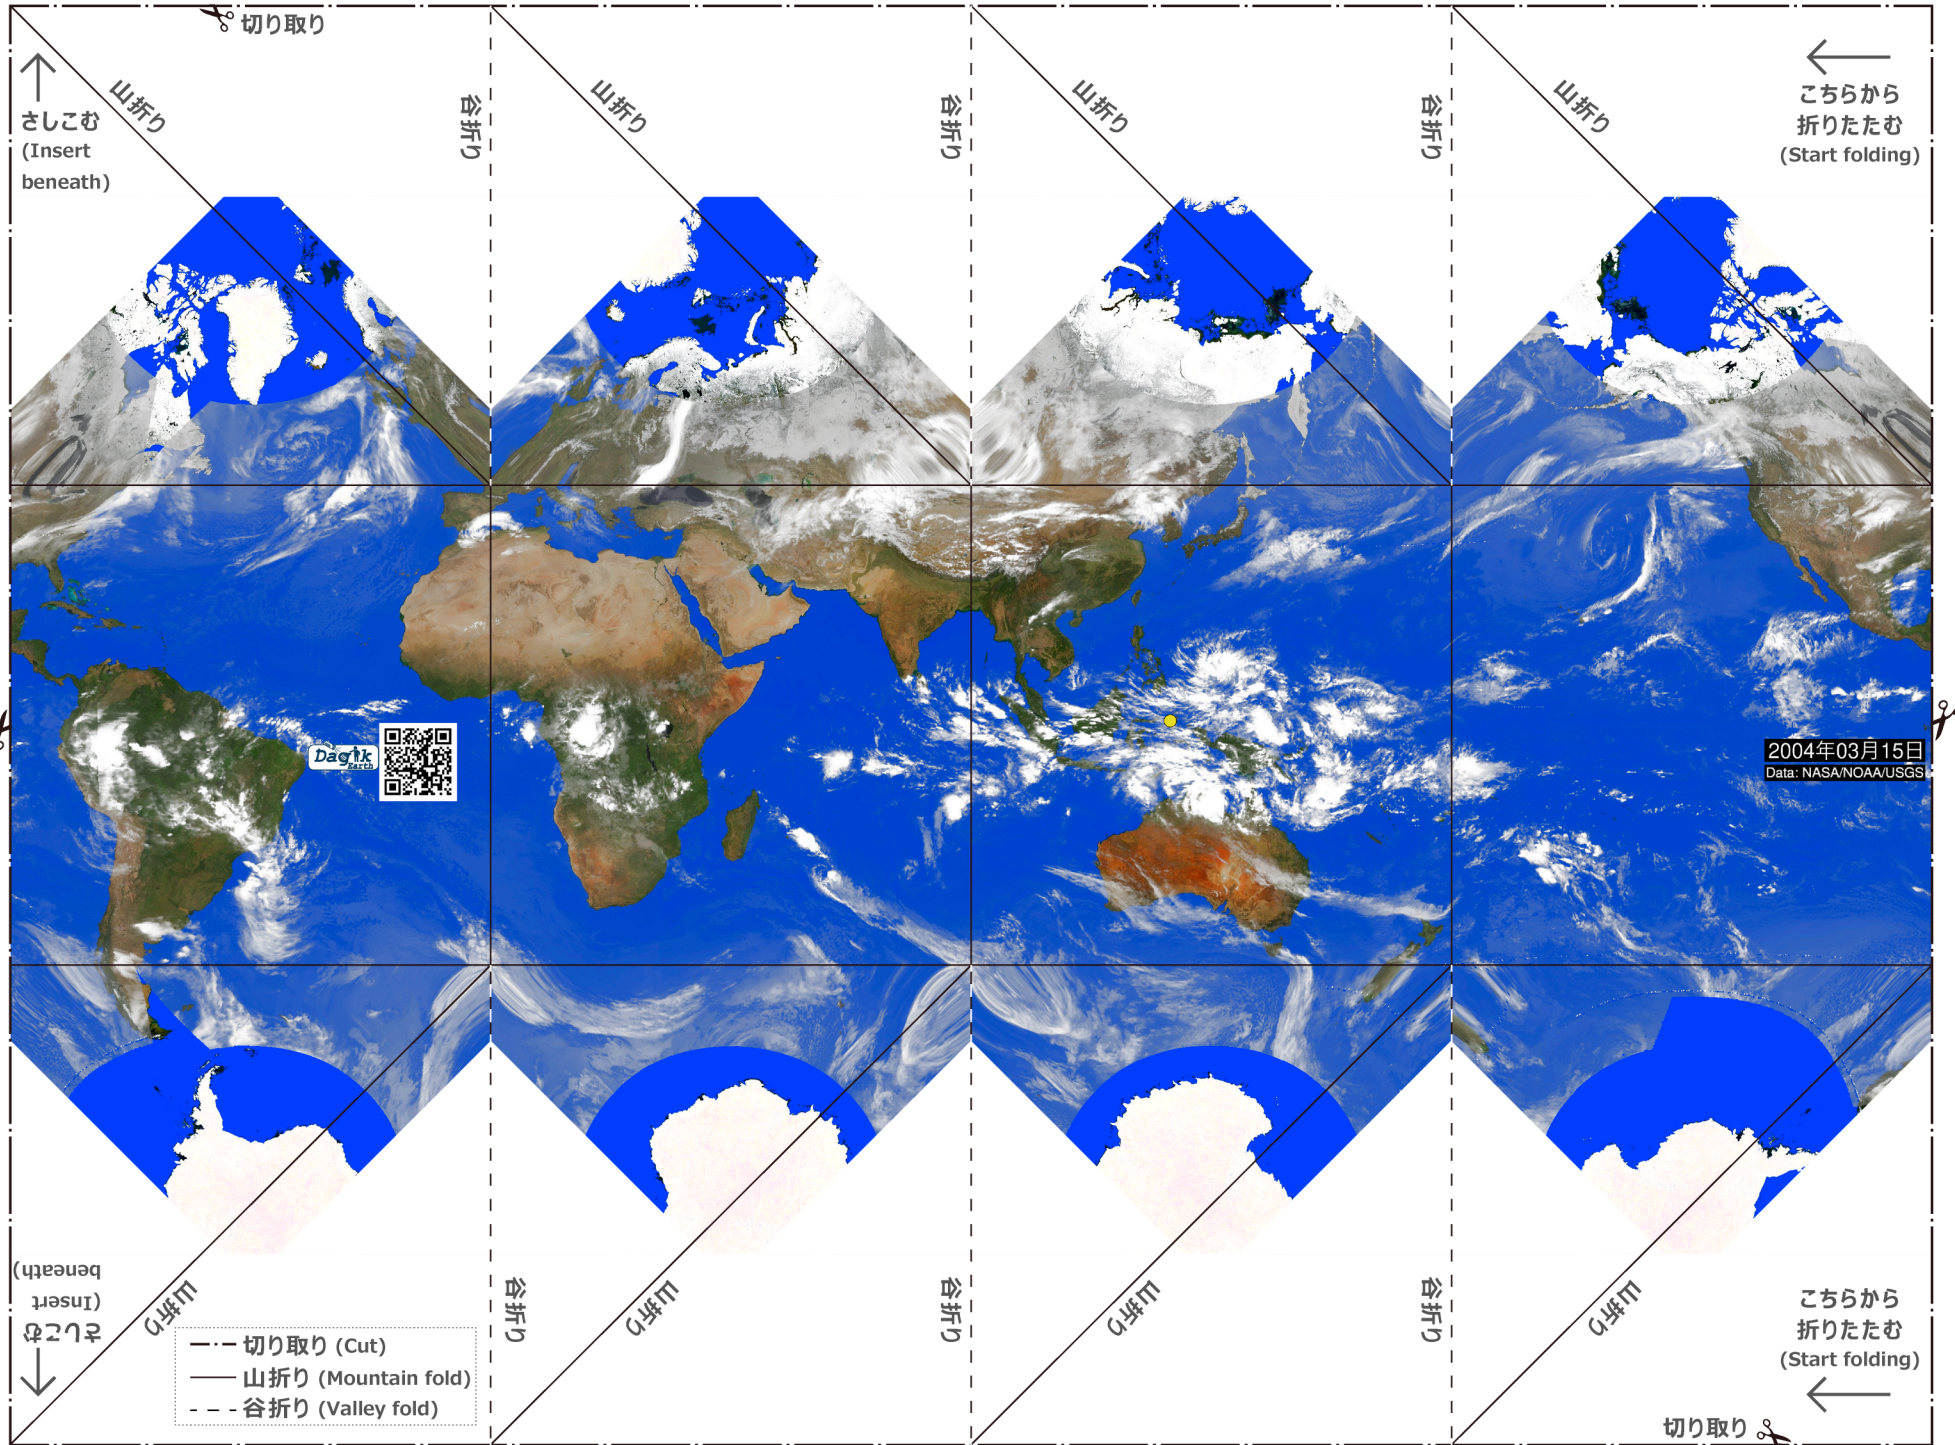 切り取り
さしこむ
(Insert
beneath)
山折り
谷折り
山折り
谷折り
山折り
谷折り
山折り
こちらから
折りたたむ
(Start folding)
Dagik
Earth
2004年03月15日
Data: NASA/NOAA/USGS
さしこむ
(Insert
beneath)
山折り
谷折り
山折り
谷折り
山折り
谷折り
山折り
こちらから
折りたたむ
(Start folding)
切り取り (Cut)
山折り (Mountain fold)
谷折り (Valley fold)
切り取り